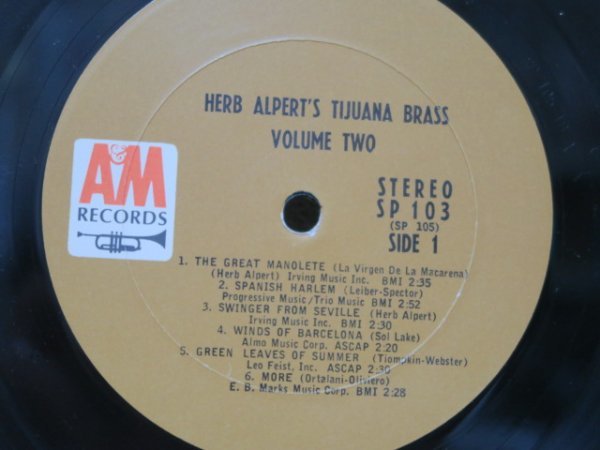 HERB ALPERT'S TIJUANA BRASS
VOLUME TWO
A&M
RECORDS
STEREO
SP 103
(SP 105)
SIDE 1
1. THE GREAT MANOLETE (La Virgen De La Macarena)
(Herb Alpert) Irving Music Inc. BMI 2:35
2. SPANISH HARLEM (Leiber-Spector)
Progressive Music/Trio Music BMI 2:52
3. SWINGER FROM SEVILLE (Herb Alpert)
Irving Music Inc. BMI 2:30
4. WINDS OF BARCELONA (Sol Lake)
Almo Music Corp. ASCAP 2:20
5. GREEN LEAVES OF SUMMER (Tiompkin-Webster)
Leo Feist, Inc. ASCAP 2:30
6. MORE (Ortalani-Oliviero)
E. B. Marks Music Corp. BMI 2:28